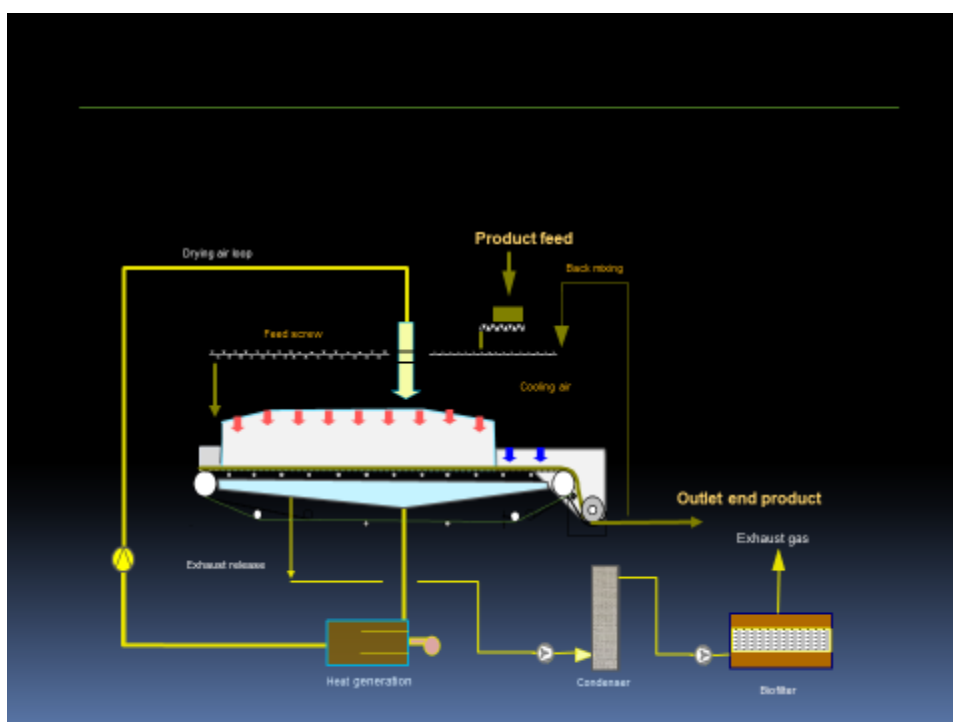 Product feed
Drying air loop
Back mixing
Feed screw
Cooling air
Outlet end product
Exhaust gas
Exhaust release
Heat generation
Condenser
Biofilter